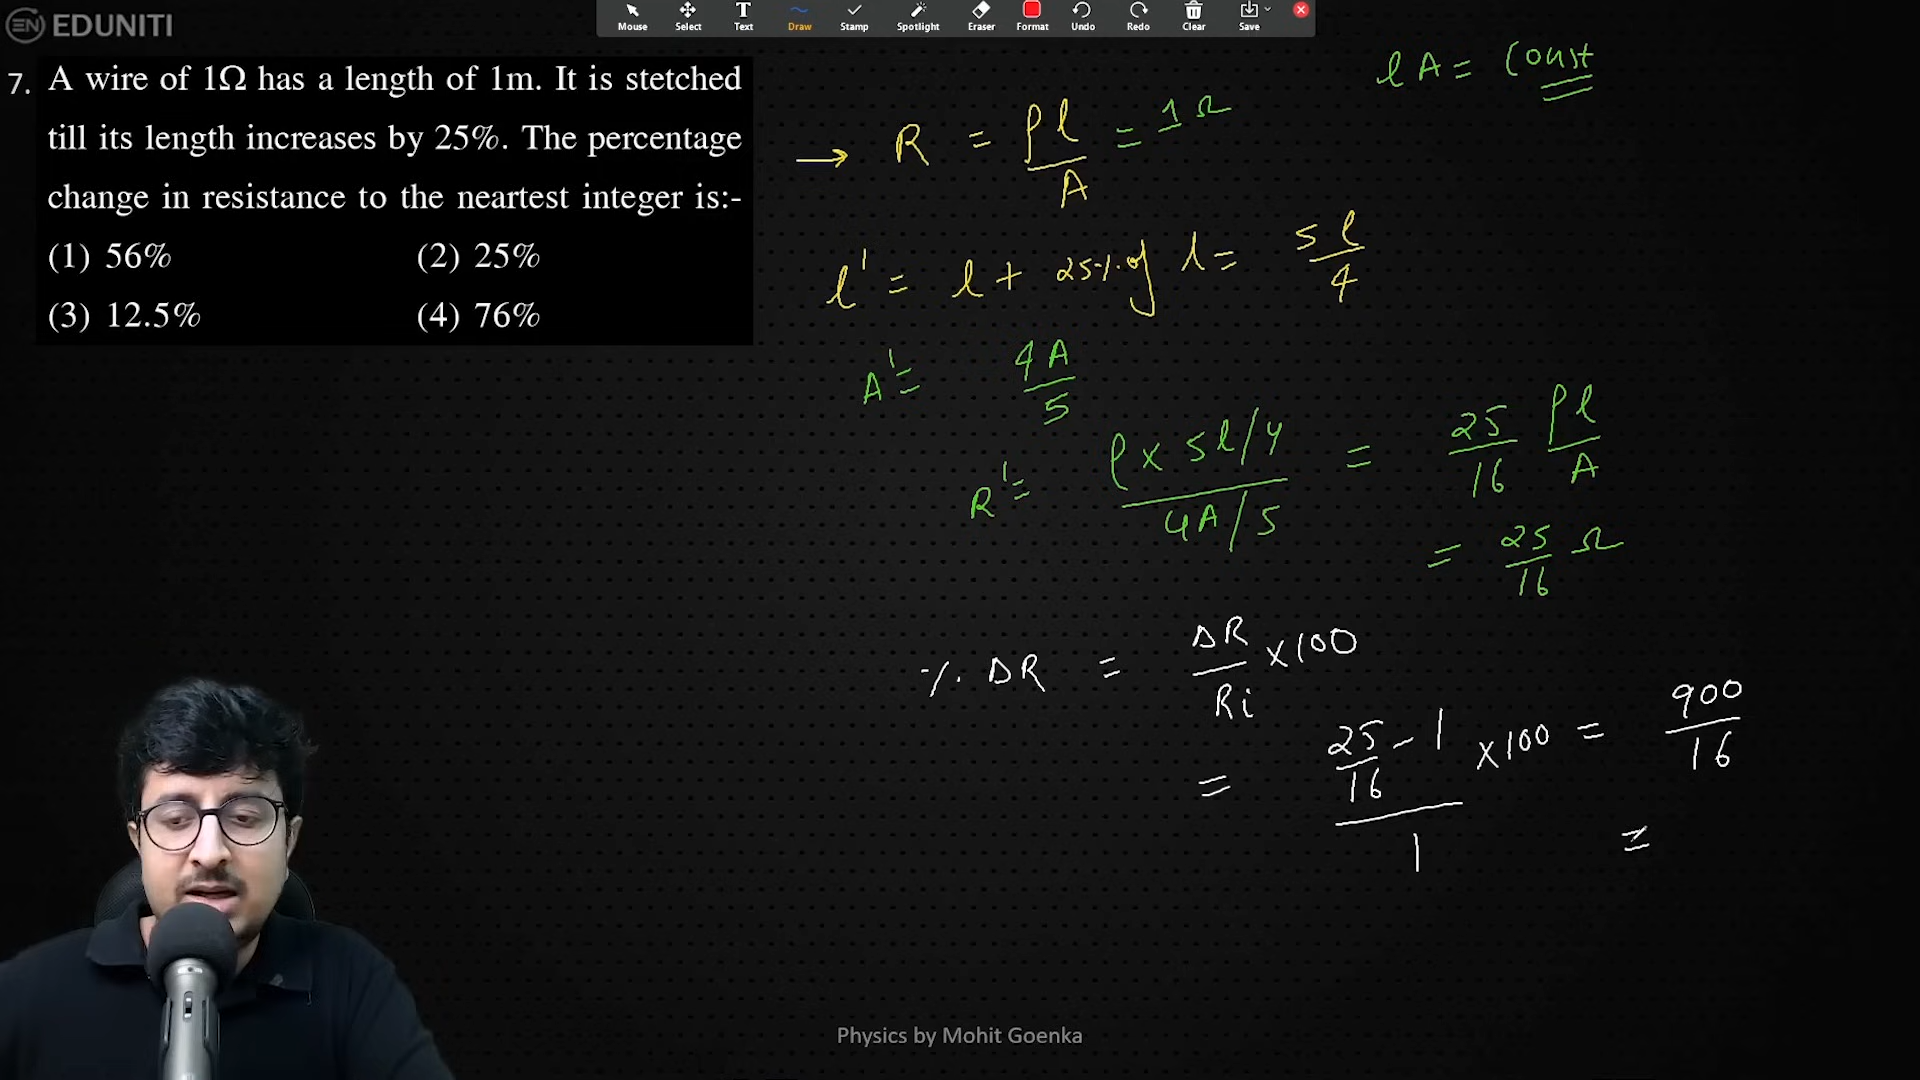 EN EDUNITI
Mouse Select Text Draw Stamp Spotlight Eraser Format Undo Redo Clear Save
7. A wire of 1Ω has a length of 1m. It is stetched
till its length increases by 25%. The percentage
change in resistance to the neartest integer is:-
(1) 56% (2) 25%
(3) 12.5% (4) 76%
l A = Const
→ R = ρl/A = 1Ω
l' = l + 25% of l = 5l/4
A' = 4A/5
R' = ρ x 5l/4 / 4A/5 = 25/16 ρl/A
= 25/16 Ω
% ΔR = ΔR/Ri x100
= 25/16 - 1 / 1 x100 = 900/16
=
Physics by Mohit Goenka